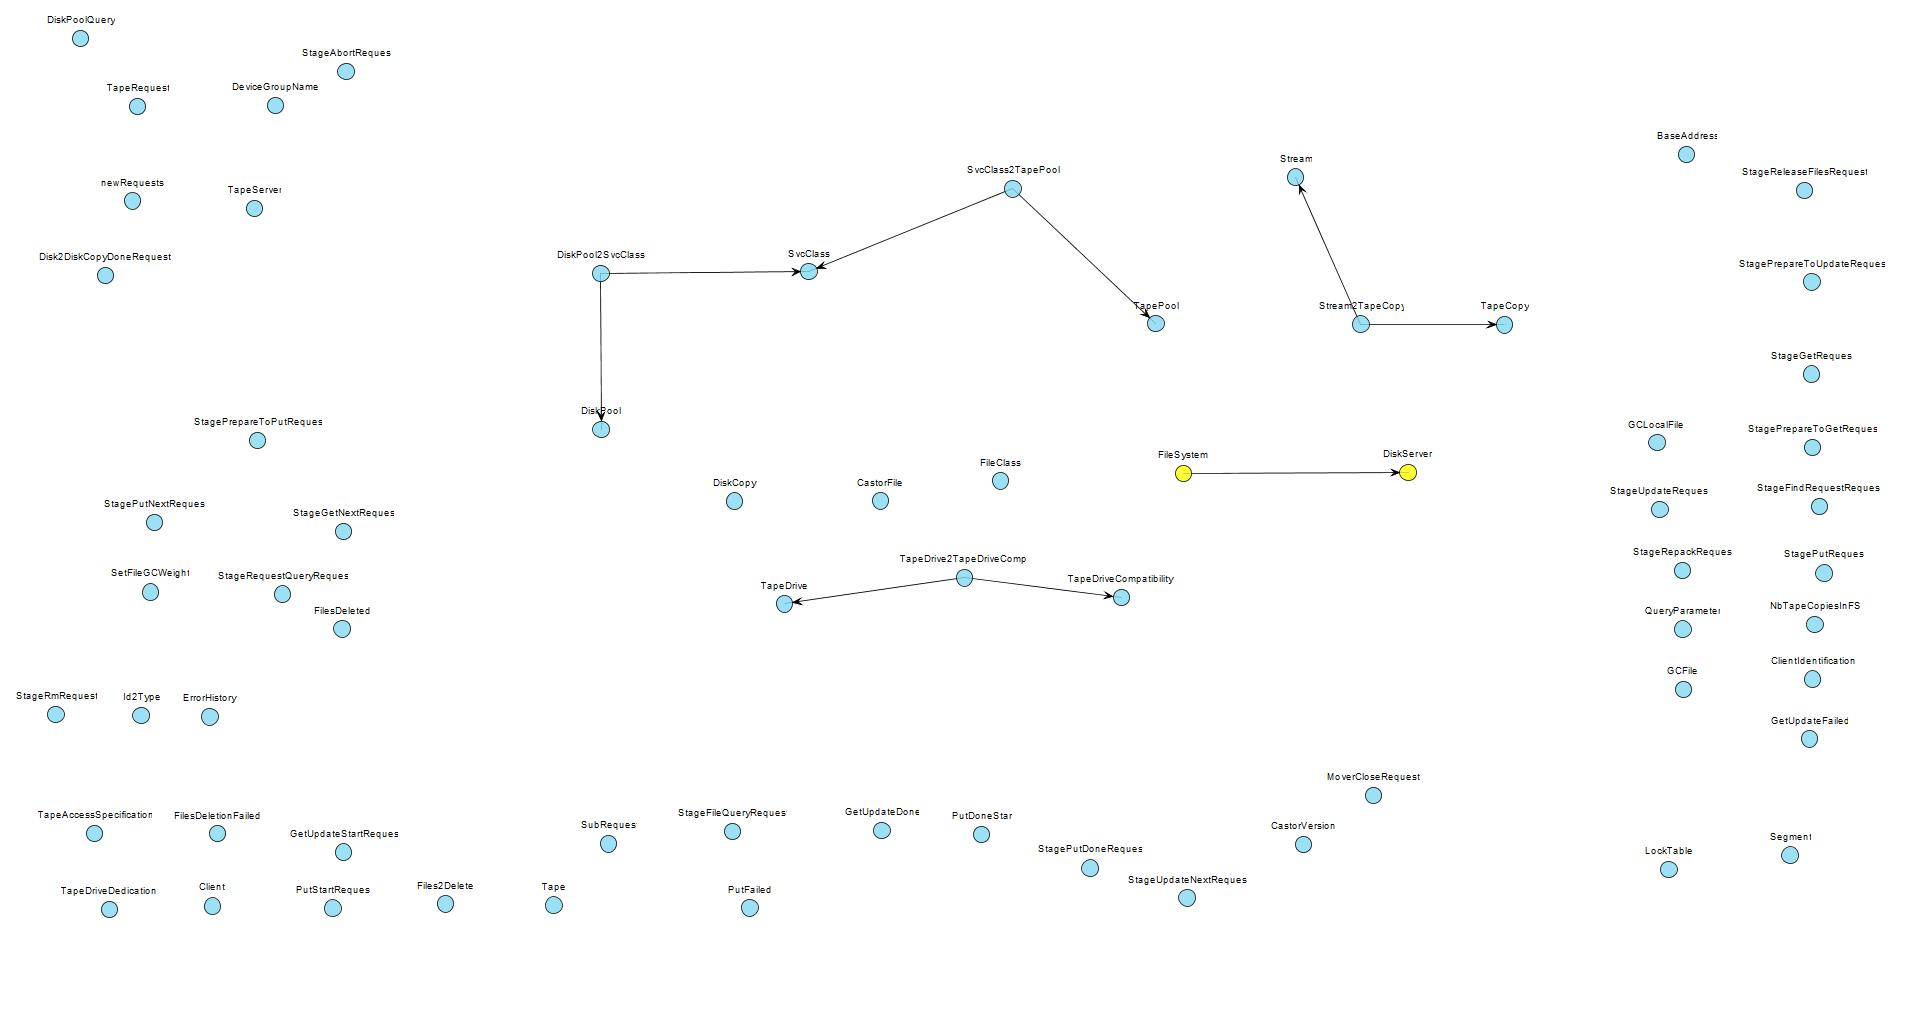 DiskPoolQuery
StageAbortReques
TapeRequest
DeviceGroupName
BaseAddress
SvcClass2TapePool
Stream
StageReleaseFilesRequest
newRequests
TapeServer
DiskPool2SvcClass
SvcClass
Disk2DiskCopyDoneRequest
StagePrepareToUpdateReques
TapePool
Stream2TapeCopy
TapeCopy
StageGetReques
DiskPool
StagePrepareToPutReques
GCLocalFile
StagePrepareToGetReques
FileSystem
DiskServer
FileClass
DiskCopy
CastorFile
StageUpdateReques
StageFindRequestReques
StagePutNextReques
StageGetNextReques
StageRepackReques
StagePutReques
TapeDrive2TapeDriveComp
SetFileGCWeight
StageRequestQueryReques
TapeDrive
TapeDriveCompatibility
FilesDeleted
QueryParameter
NbTapeCopiesInFS
ClientIdentification
GCFile
StageRmRequest
Id2Type
ErrorHistory
GetUpdateFailed
MoverCloseRequest
TapeAccessSpecification
FilesDeletionFailed
GetUpdateStartReques
SubReques
StageFileQueryReques
GetUpdateDone
PutDoneStar
CastorVersion
StagePutDoneReques
LockTable
Segment
TapeDriveDedication
Client
PutStartReques
Files2Delete
Tape
PutFailed
StageUpdateNextReques